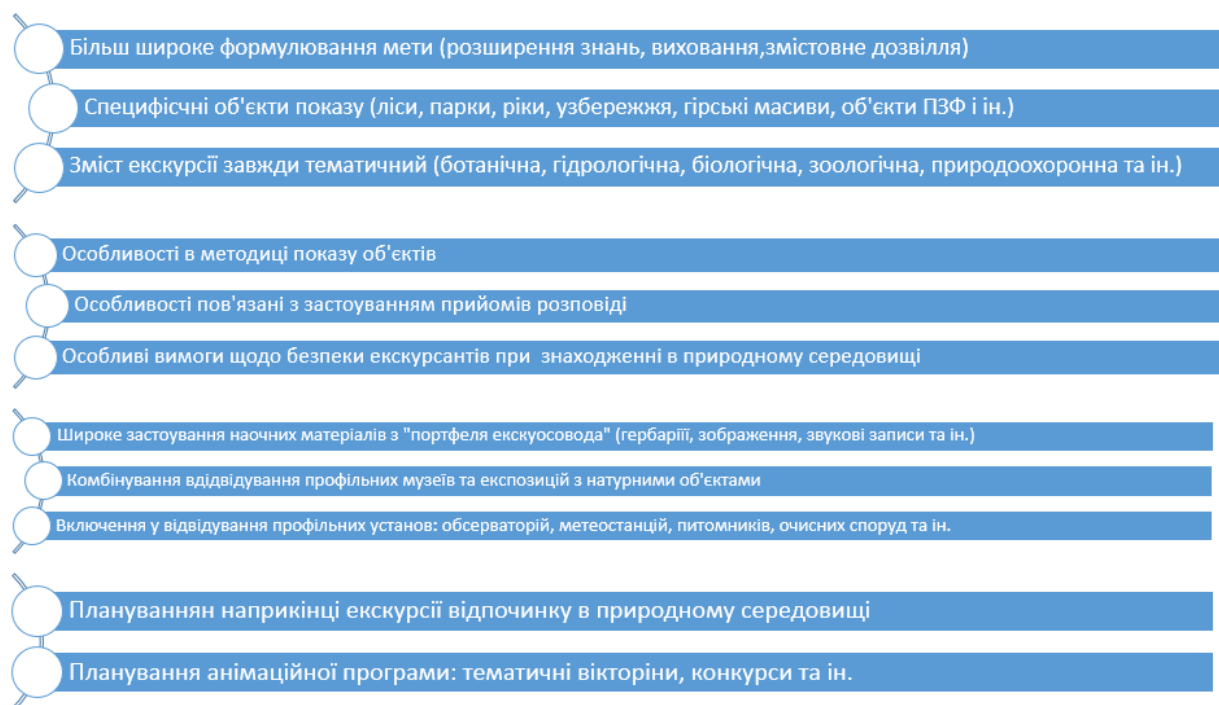 Більш широке формулювання мети (розширення знань, виховання,змістовне дозвілля)
Специфісчні об'єкти показу (ліси, парки, ріки, узбережжя, гірські масиви, об'єкти ПЗФ і ін.)
Зміст екскурсії завжди тематичний (ботанічна, гідрологічна, біологічна, зоологічна, природоохоронна та ін.)
Особливості в методиці показу об'єктів
Особливості пов'язані з застоуванням прийомів розповіді
Особливі вимоги щодо безпеки екскурсантів при знаходженні в природному середовищі
Широке застоування наочних матеріалів з "портфеля екскуосовода" (гербаріїї, зображення, звукові записи та ін.)
Комбінування вдідвідування профільних музеїв та експозицій з натурними об'єктами
Включення у відвідування профільних установ: обсерваторій, метеостанцій, питомників, очисних споруд та ін.
Плануваннян наприкінці екскурсії відпочинку в природному середовищі
Планування анімаційної програми: тематичні вікторіни, конкурси та ін.